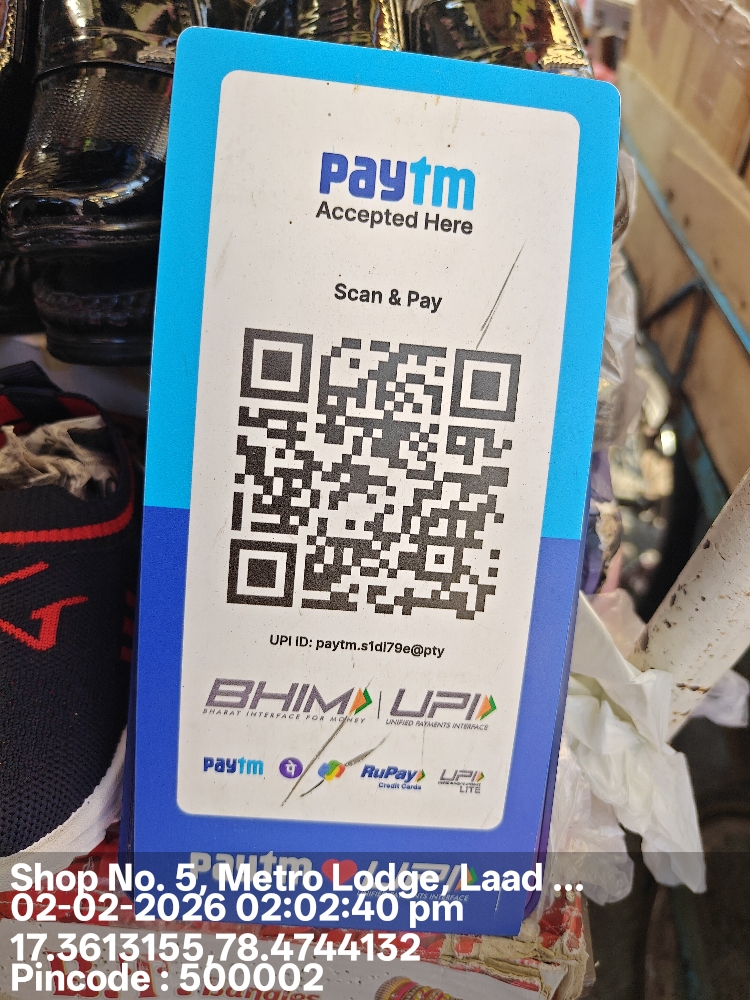 paytm
Accepted Here
Scan & Pay
UPI ID: paytm.s1dl79e@pty
BHIM | UPI
BHARAT INTERFACE FOR MONEY
UNIFIED PAYMENTS INTERFACE
paytm पे RuPay UPI
Credit Cards LITE
paytm UPI
Shop No. 5, Metro Lodge, Laad ...
02-02-2026 02:02:40 pm
17.3613155,78.4744132
Pincode : 500002